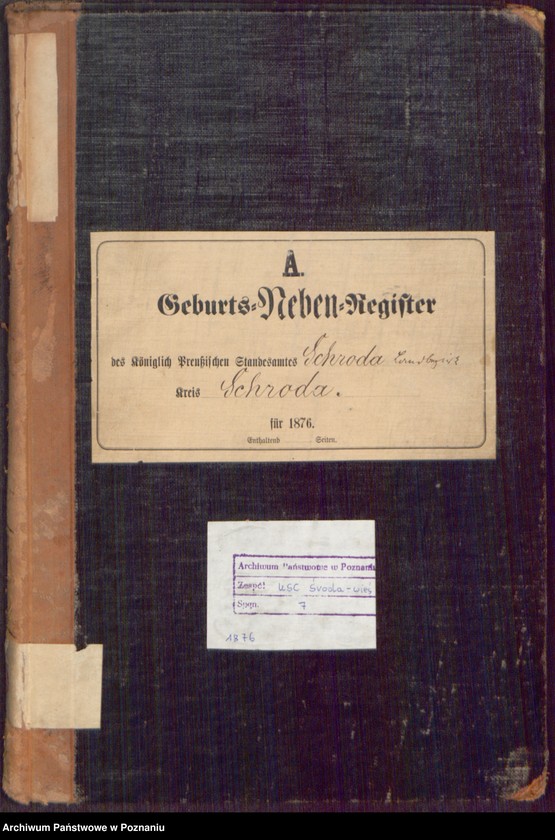 A.
Geburts-Neben-Register
des Königlich Preußischen Standesamtes Schroda Landbezirk
Kreis Schroda.
für 1876.
Enthaltend Seiten.
Archiwum Państwowe w Poznaniu
Zespół USC Środa-wieś
Sygn. 7
1876
Archiwum Państwowe w Poznaniu